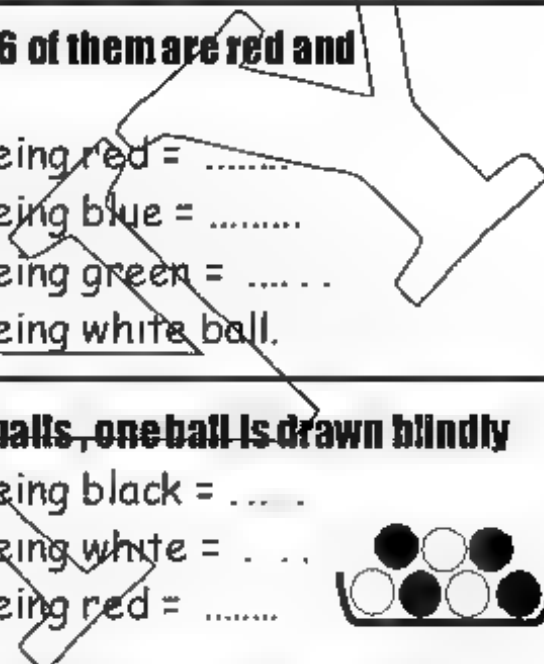 6 of them are red and
eing red = ........
eing blue = .........
eing green = ...... . .
eing white ball.
balls, one ball is drawn blindly
eing black = . ... .
eing white = . . . .
eing red = .......